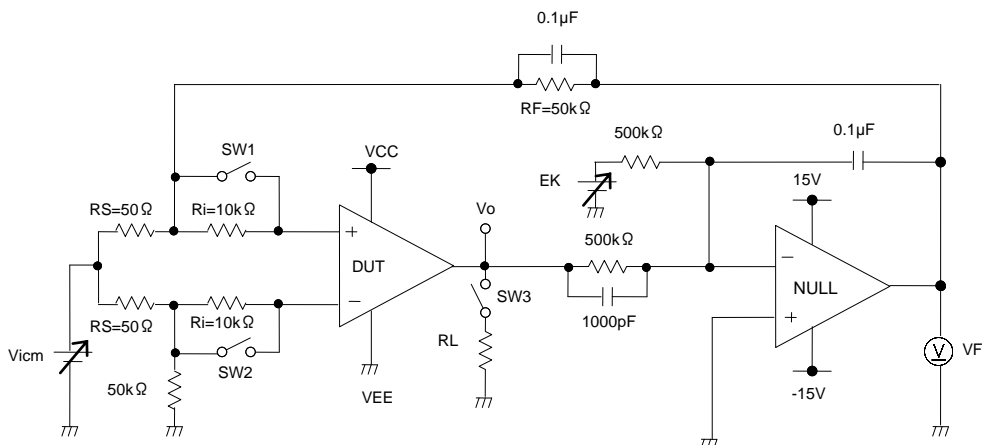 0.1μF
RF=50kΩ
500kΩ
0.1μF
SW1
VCC
EK
15V
Vo
RS=50Ω
Ri=10kΩ
500kΩ
+
−
DUT
NULL
SW3
RS=50Ω
Ri=10kΩ
−
+
1000pF
Vicm
SW2
RL
V
VF
50kΩ
VEE
-15V